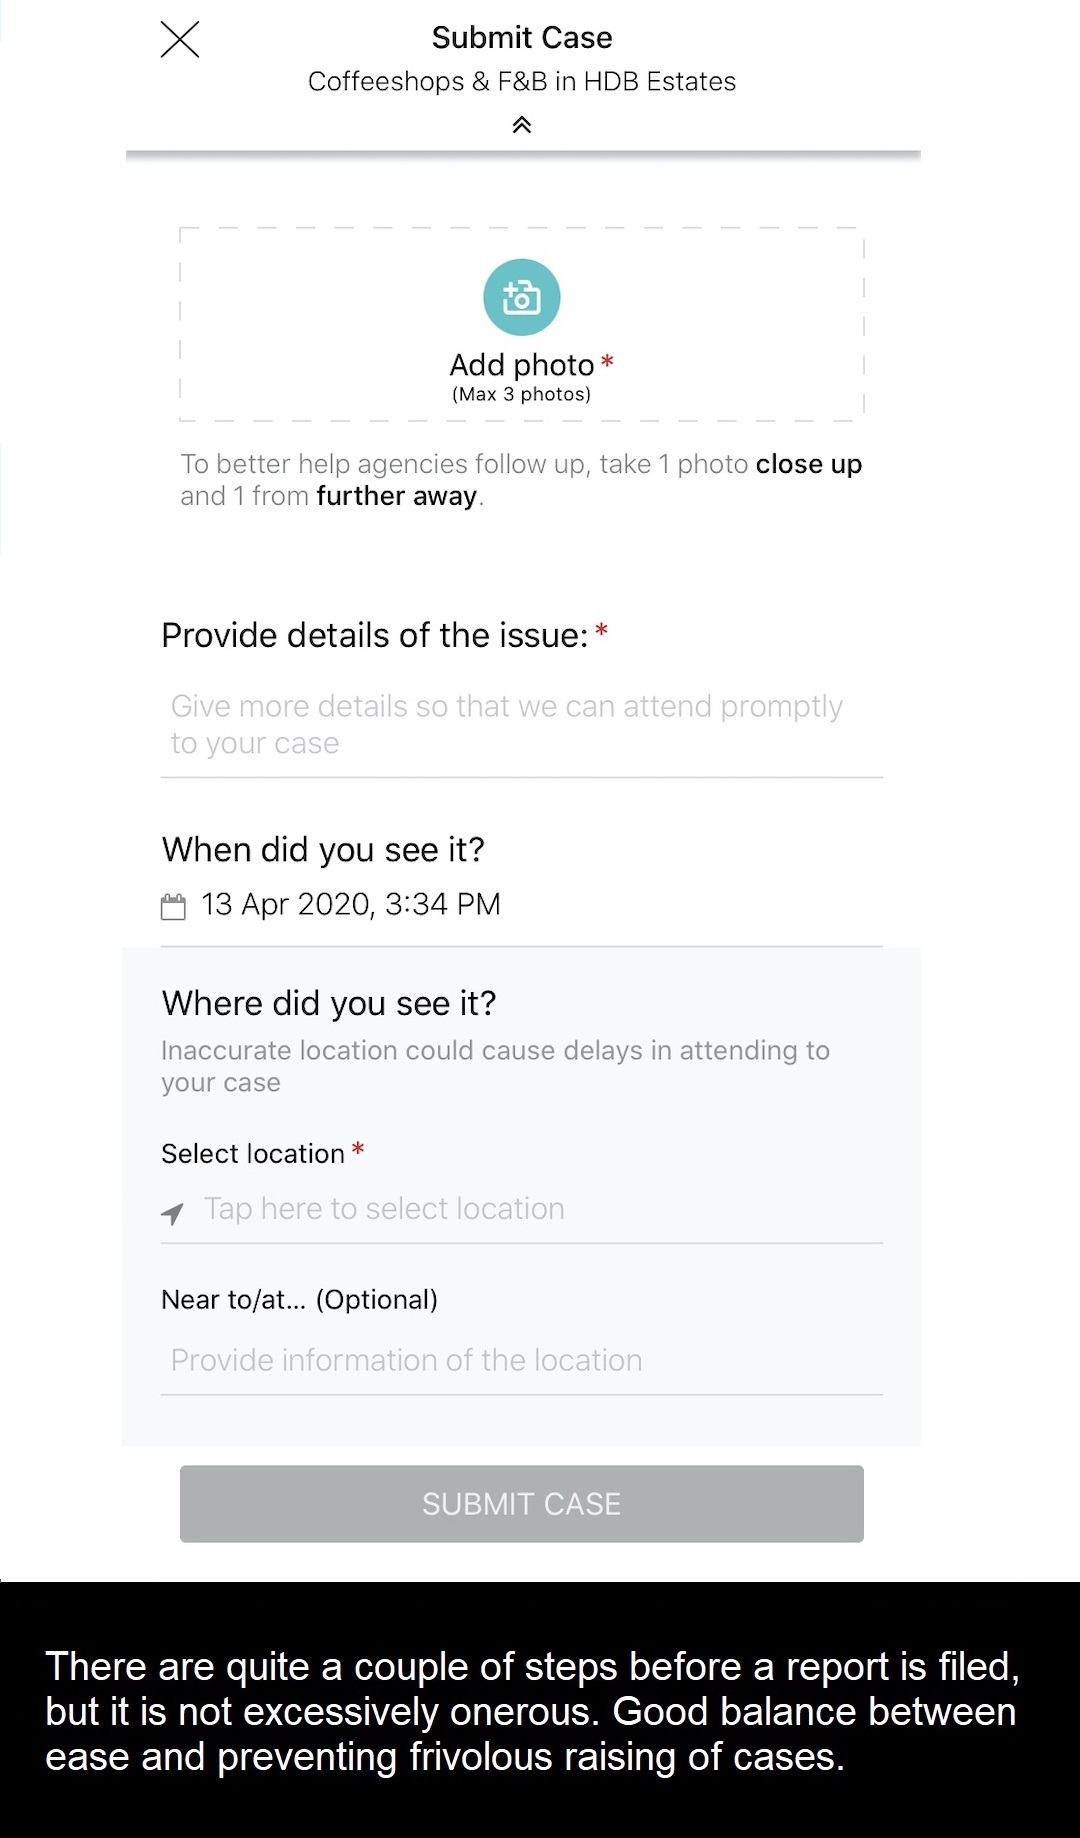 Submit Case
Coffeeshops & F&B in HDB Estates
Add photo *
(Max 3 photos)
To better help agencies follow up, take 1 photo close up
and 1 from further away.
Provide details of the issue: *
Give more details so that we can attend promptly
to your case
When did you see it?
13 Apr 2020, 3:34 PM
Where did you see it?
Inaccurate location could cause delays in attending to
your case
Select location *
Tap here to select location
Near to/at... (Optional)
Provide information of the location
SUBMIT CASE
There are quite a couple of steps before a report is filed,
but it is not excessively onerous. Good balance between
ease and preventing frivolous raising of cases.